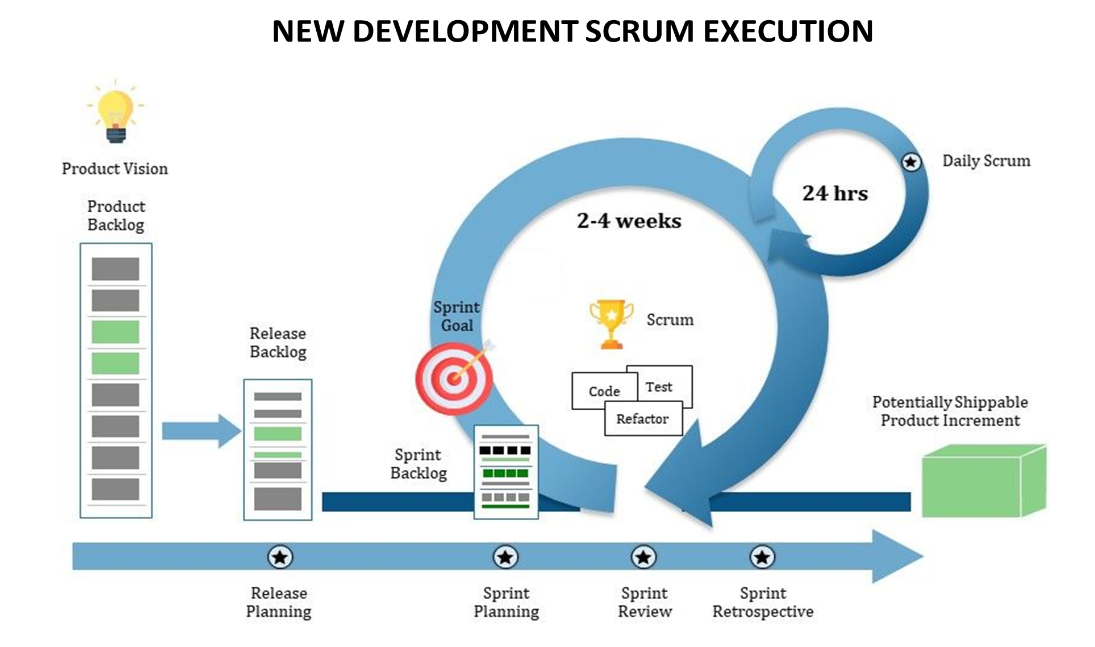 NEW DEVELOPMENT SCRUM EXECUTION
Product Vision
Product
Backlog
Release
Backlog
Sprint
Goal
Sprint
Backlog
2-4 weeks
24 hrs
Daily Scrum
Scrum
Code
Test
Refactor
Potentially Shippable
Product Increment
Release
Planning
Sprint
Planning
Sprint
Review
Sprint
Retrospective